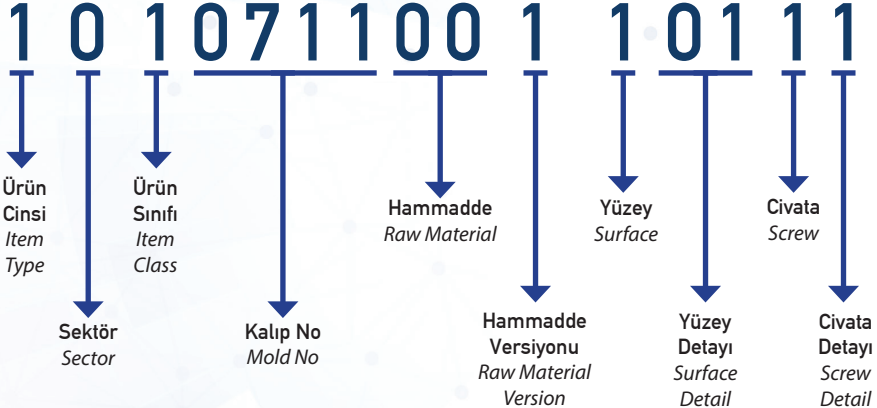 1 0 1 0711 00 1 1 01 1 1
Ürün
Cinsi
Item
Type
Ürün
Sınıfı
Item
Class
Hammadde
Raw Material
Yüzey
Surface
Civata
Screw
Sektör
Sector
Kalıp No
Mold No
Hammadde
Versiyonu
Raw Material
Version
Yüzey
Detayı
Surface
Detail
Civata
Detayı
Screw
Detail